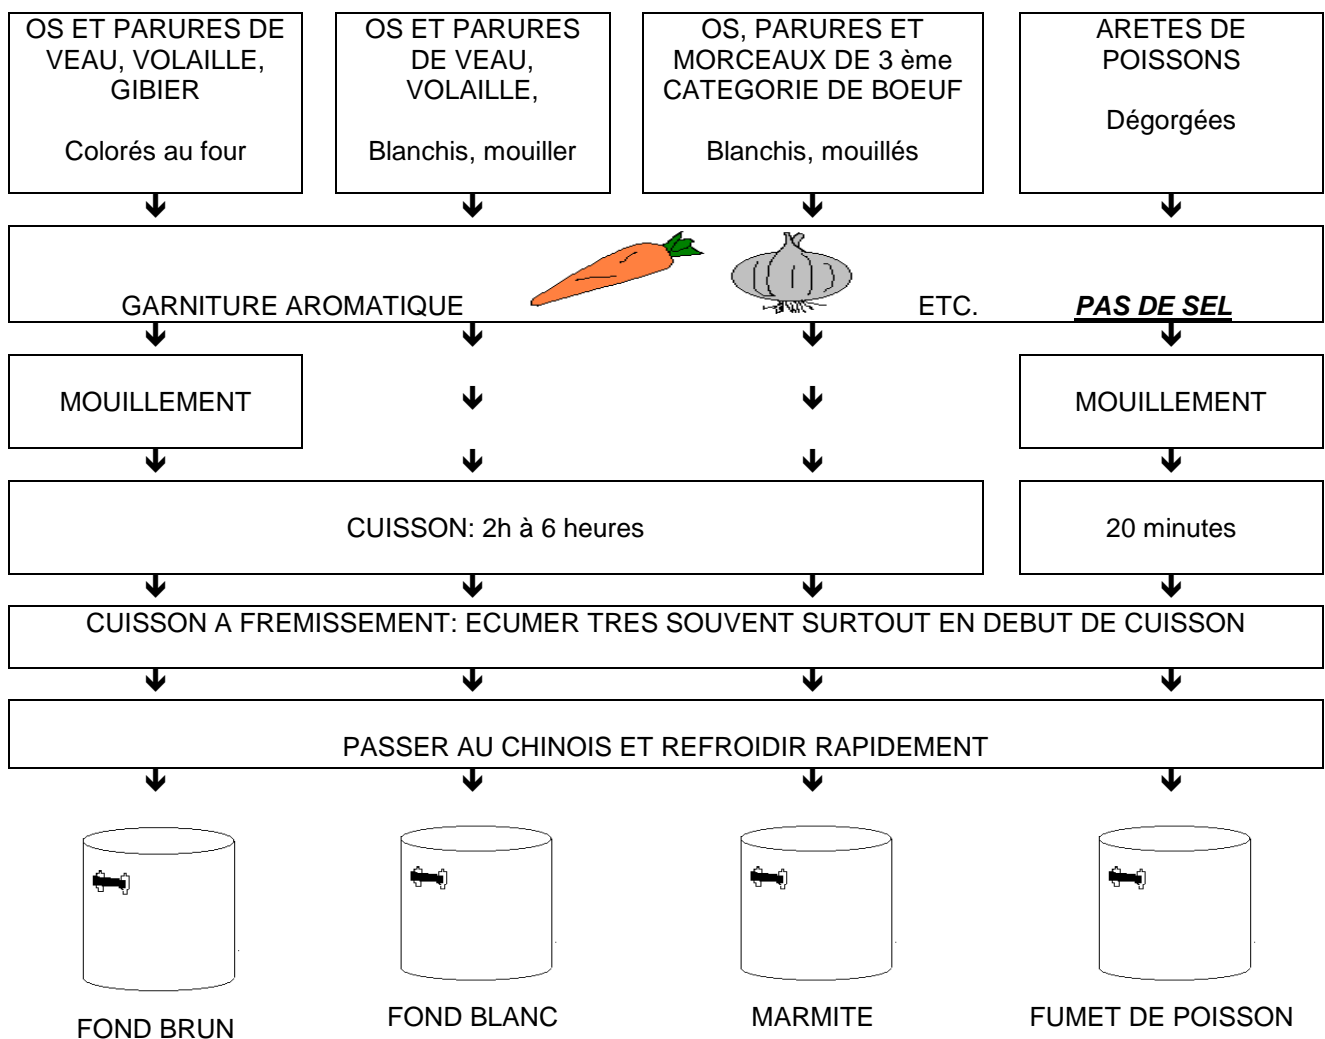 OS ET PARURES DE
VEAU, VOLAILLE,
GIBIER
Colorés au four
OS ET PARURES
DE VEAU,
VOLAILLE,
Blanchis, mouiller
OS, PARURES ET
MORCEAUX DE 3 ème
CATEGORIE DE BOEUF
Blanchis, mouillés
ARETES DE
POISSONS
Dégorgées
GARNITURE AROMATIQUE ETC. PAS DE SEL
MOUILLEMENT
MOUILLEMENT
CUISSON: 2h à 6 heures
20 minutes
CUISSON A FREMISSEMENT: ECUMER TRES SOUVENT SURTOUT EN DEBUT DE CUISSON
PASSER AU CHINOIS ET REFROIDIR RAPIDEMENT
FOND BRUN
FOND BLANC
MARMITE
FUMET DE POISSON